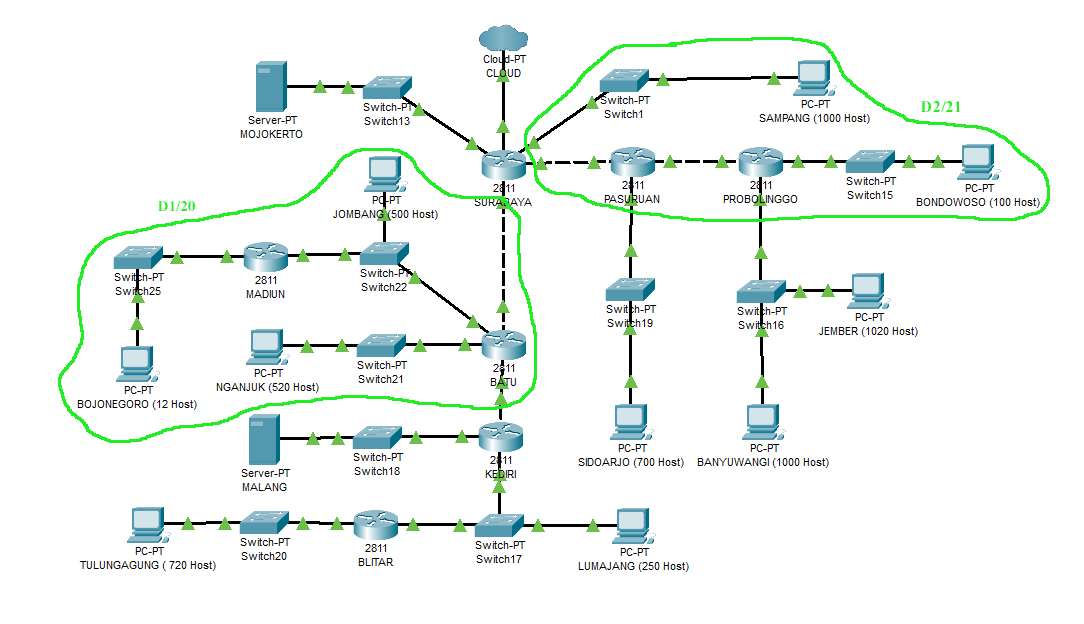 Cloud-PT
CLOUD
Server-PT
MOJOKERTO
Switch-PT
Switch13
Switch-PT
Switch1
PC-PT
SAMPANG (1000 Host)
D2/21
2811
SURABAYA
2811
PASURUAN
2811
PROBOLINGGO
Switch-PT
Switch15
PC-PT
BONDOWOSO (100 Host)
D1/20
PC-PT
JOMBANG (500 Host)
Switch-PT
Switch25
2811
MADIUN
Switch-PT
Switch22
Switch-PT
Switch19
Switch-PT
Switch16
PC-PT
JEMBER (1020 Host)
PC-PT
BOJONEGORO (12 Host)
PC-PT
NGANJUK (520 Host)
Switch-PT
Switch21
2811
BATU
Server-PT
MALANG
Switch-PT
Switch18
2811
KEDIRI
PC-PT
SIDOARJO (700 Host)
PC-PT
BANYUWANGI (1000 Host)
PC-PT
TULUNGAGUNG ( 720 Host)
Switch-PT
Switch20
2811
BLITAR
Switch-PT
Switch17
PC-PT
LUMAJANG (250 Host)